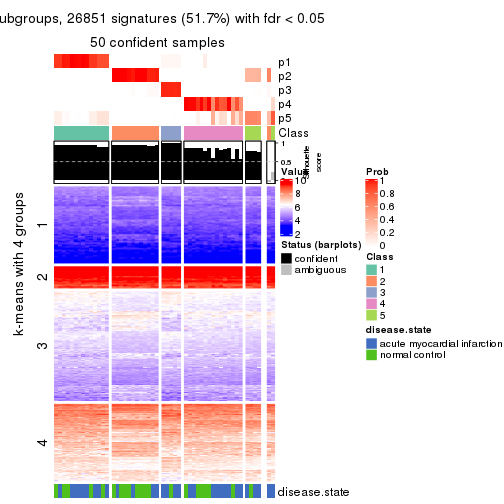 ubgroups, 26851 signatures (51.7%) with fdr < 0.05
50 confident samples
p1
p2
p3
p4
p5
Class
1
0.5
0
silhouette
score
k-means with 4 groups
1
2
3
4
Value
10
8
6
4
2
Status (barplots)
confident
ambiguous
Prob
1
0.8
0.6
0.4
0.2
0
Class
1
2
3
4
5
disease.state
acute myocardial infarction
normal control
disease.state